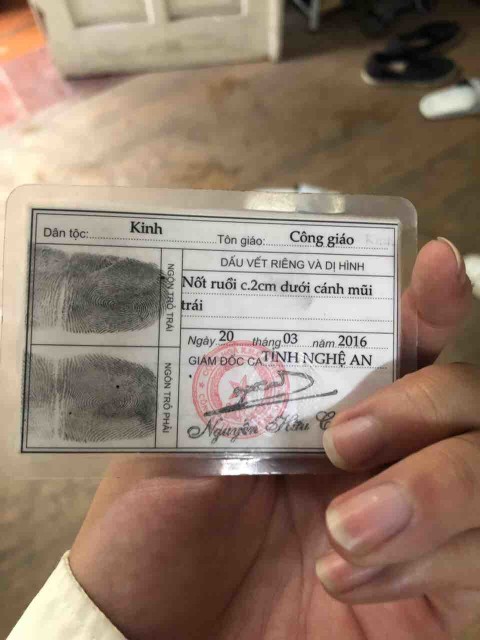 Dân tộc: Kinh Tôn giáo: Công giáo
NGÓN TRỎ TRÁI
NGÓN TRỎ PHẢI
DẤU VẾT RIÊNG VÀ DỊ HÌNH
Nốt ruồi c.2cm dưới cánh mũi
trái
Ngày 20 tháng 03 năm 2016
GIÁM ĐỐC CA TỈNH NGHỆ AN
Nguyễn Hữu C